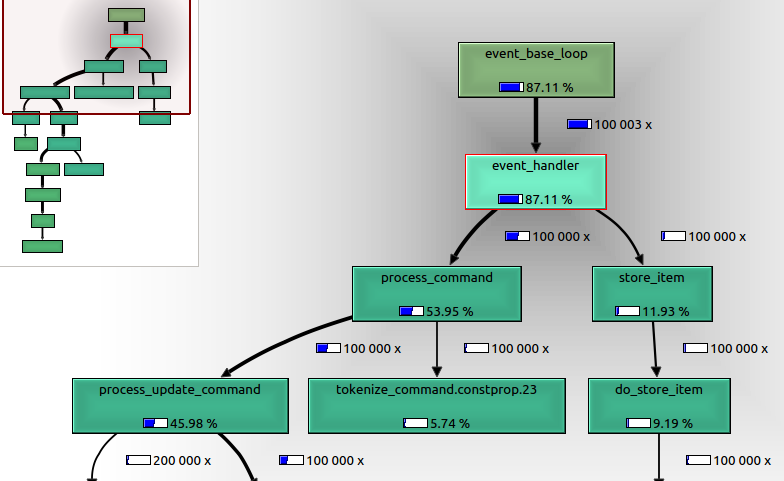 event_base_loop
87.11 %
100 003 x
event_handler
87.11 %
100 000 x
100 000 x
process_command
53.95 %
store_item
11.93 %
100 000 x
100 000 x
100 000 x
process_update_command
45.98 %
tokenize_command.constprop.23
5.74 %
do_store_item
9.19 %
200 000 x
100 000 x
100 000 x